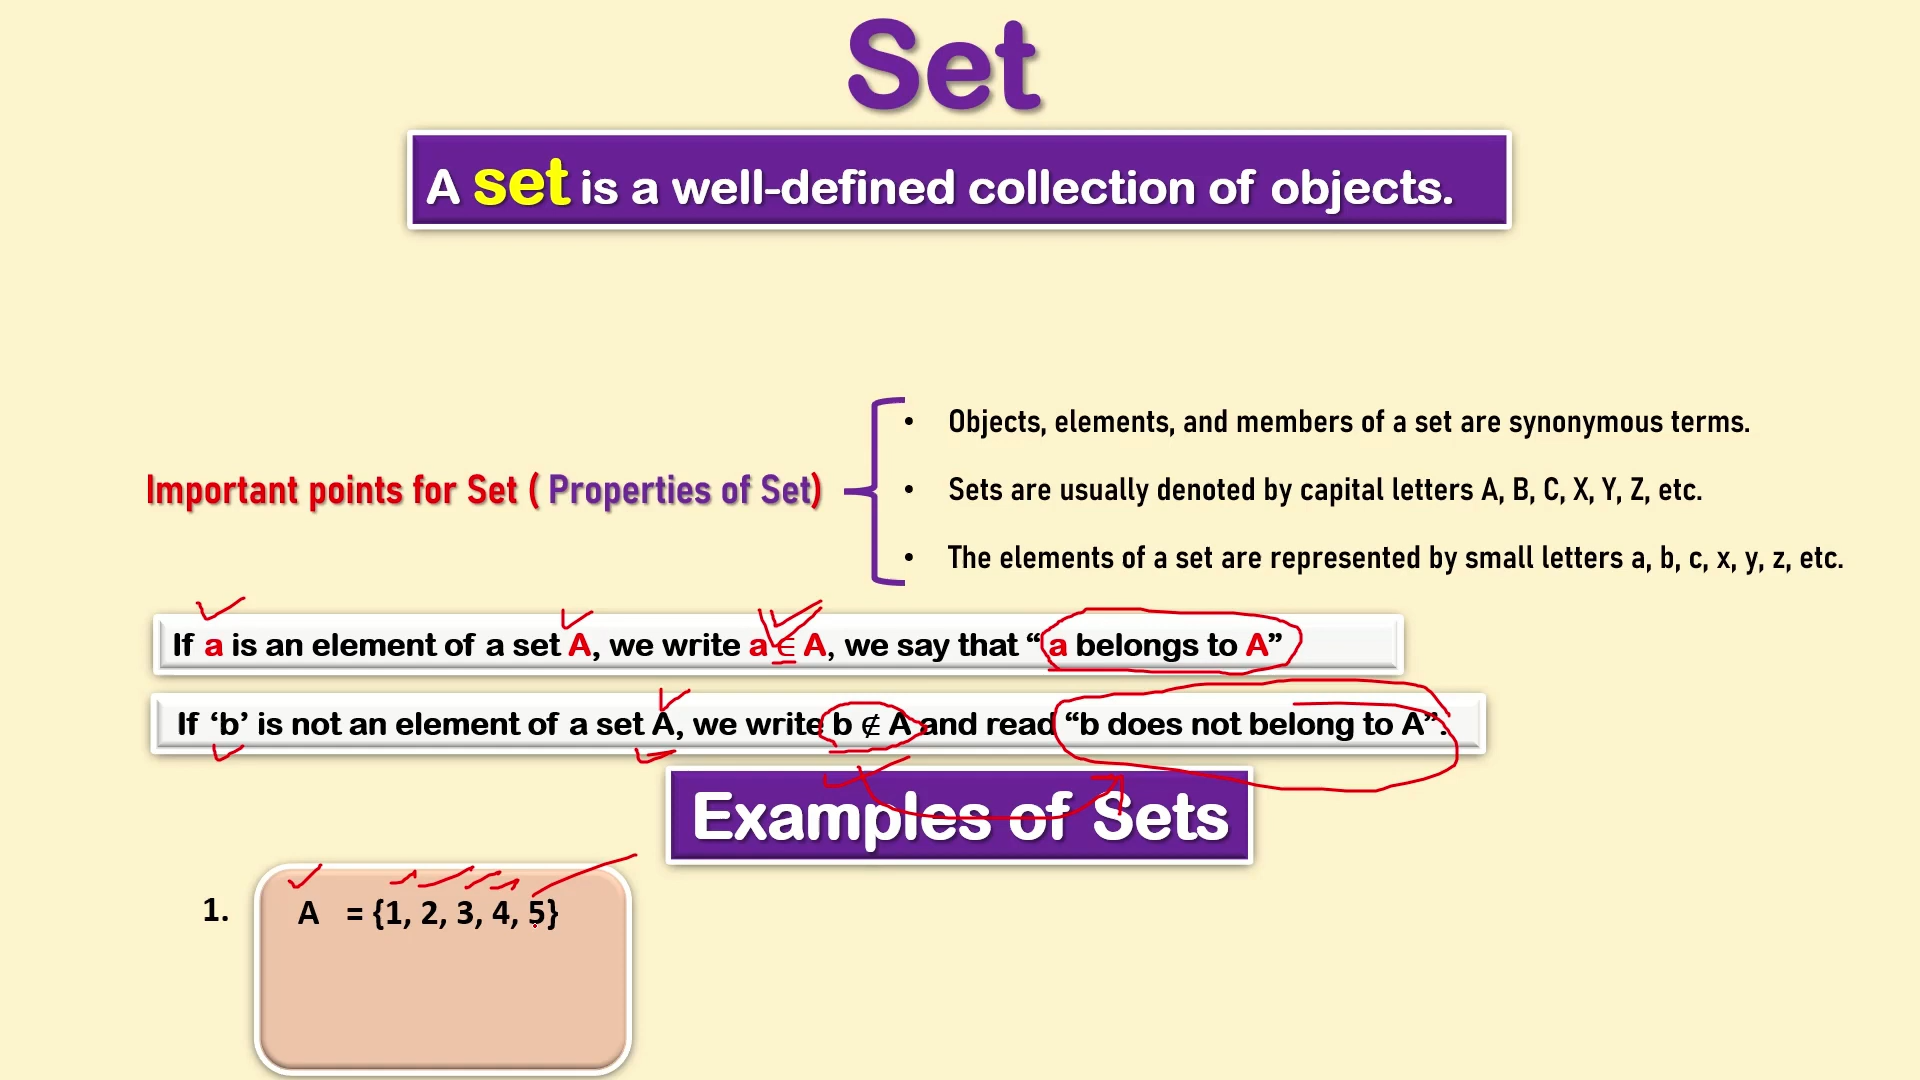 Set
A set is a well-defined collection of objects.
Important points for Set ( Properties of Set)
• Objects, elements, and members of a set are synonymous terms.
• Sets are usually denoted by capital letters A, B, C, X, Y, Z, etc.
• The elements of a set are represented by small letters a, b, c, x, y, z, etc.
If a is an element of a set A, we write a ∈ A, we say that “a belongs to A”
If ‘b’ is not an element of a set A, we write b ∉ A and read “b does not belong to A”.
Examples of Sets
1. A = {1, 2, 3, 4, 5}